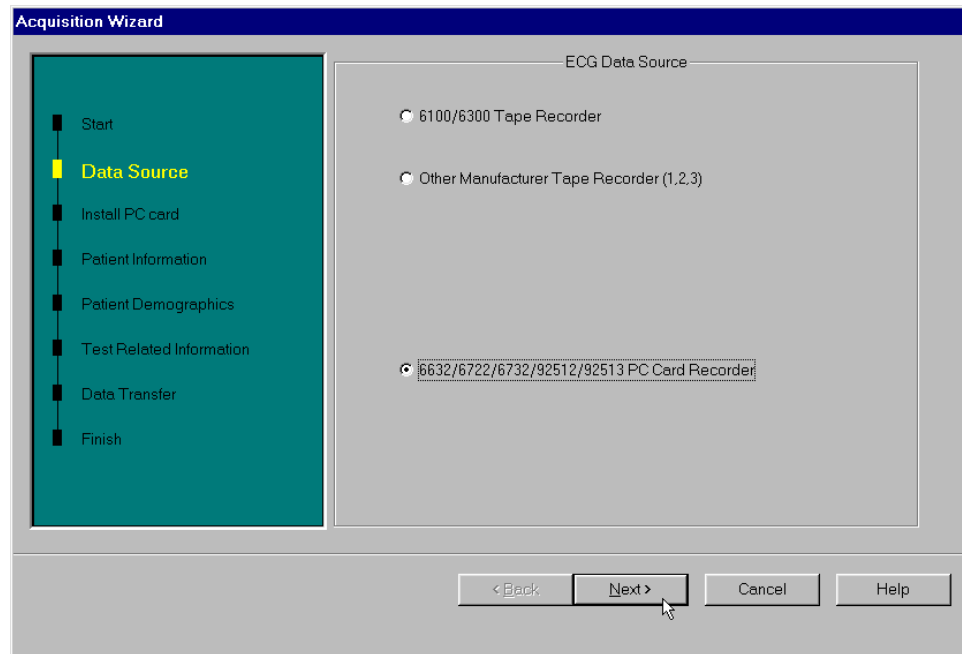 Acquisition Wizard
Start
Data Source
Install PC card
Patient Information
Patient Demographics
Test Related Information
Data Transfer
Finish
ECG Data Source
6100/6300 Tape Recorder
Other Manufacturer Tape Recorder (1,2,3)
6632/6722/6732/92512/92513 PC Card Recorder
< Back
Next >
Cancel
Help